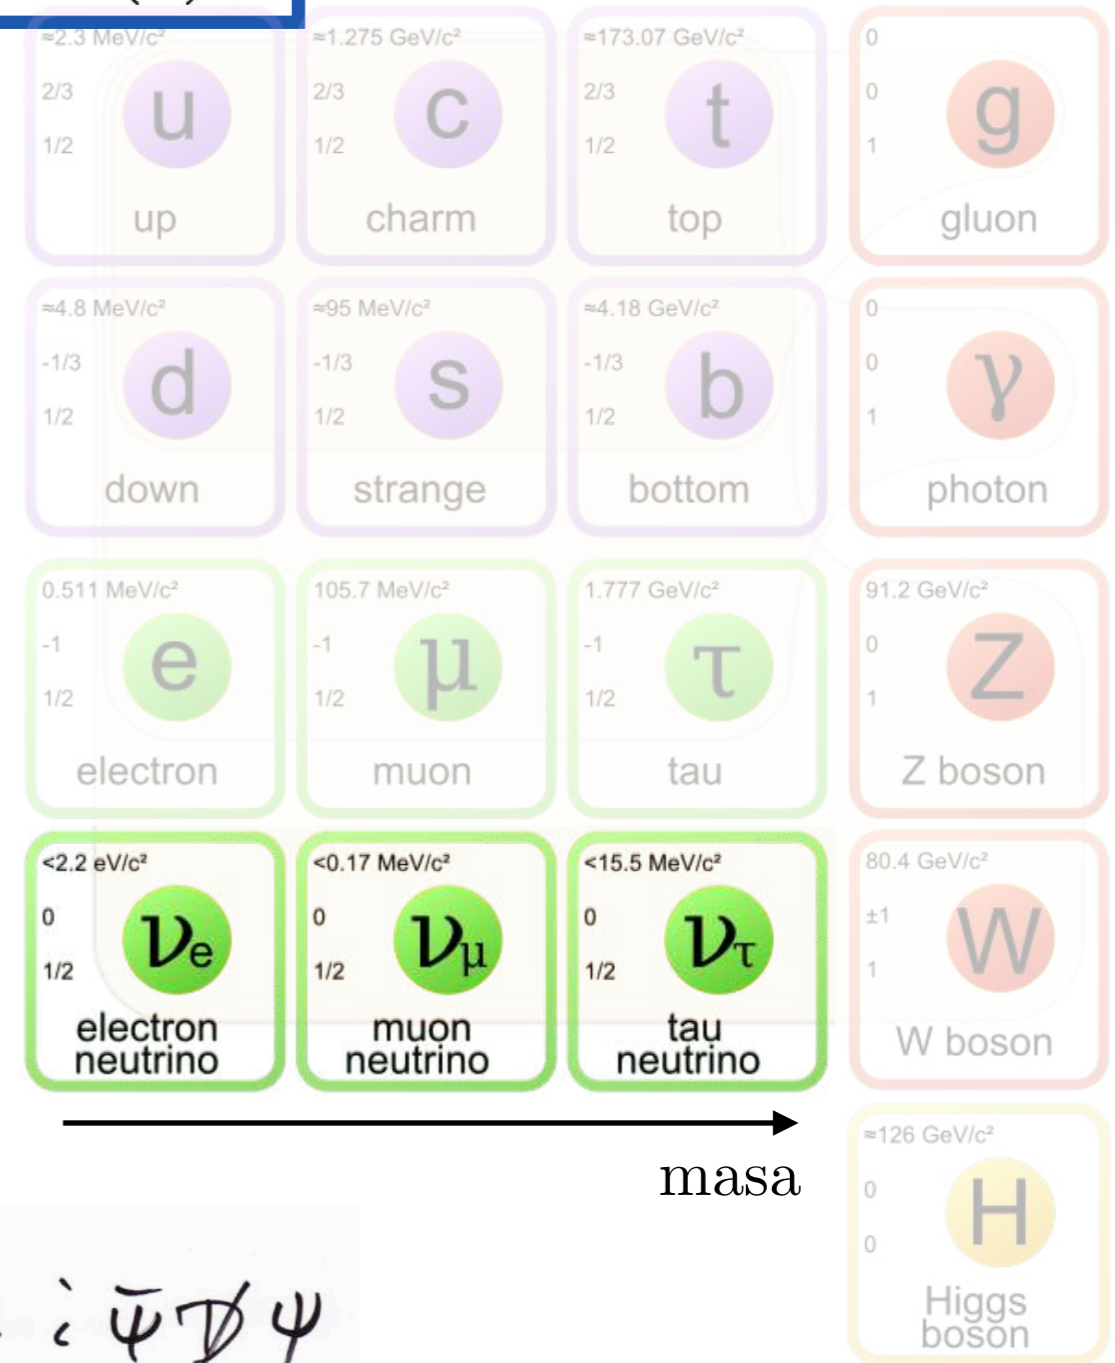 ≈2.3 MeV/c²
2/3
1/2
u
up
≈1.275 GeV/c²
2/3
1/2
c
charm
≈173.07 GeV/c²
2/3
1/2
t
top
0
0
1
g
gluon
≈4.8 MeV/c²
-1/3
1/2
d
down
≈95 MeV/c²
-1/3
1/2
s
strange
≈4.18 GeV/c²
-1/3
1/2
b
bottom
0
0
1
γ
photon
0.511 MeV/c²
-1
1/2
e
electron
105.7 MeV/c²
-1
1/2
μ
muon
1.777 GeV/c²
-1
1/2
τ
tau
91.2 GeV/c²
0
1
Z
Z boson
<2.2 eV/c²
0
1/2
νe
electron
neutrino
<0.17 MeV/c²
0
1/2
νμ
muon
neutrino
<15.5 MeV/c²
0
1/2
ντ
tau
neutrino
80.4 GeV/c²
±1
1
W
W boson
masa
≈126 GeV/c²
0
0
H
Higgs
boson
i ψ̄ D̸ ψ